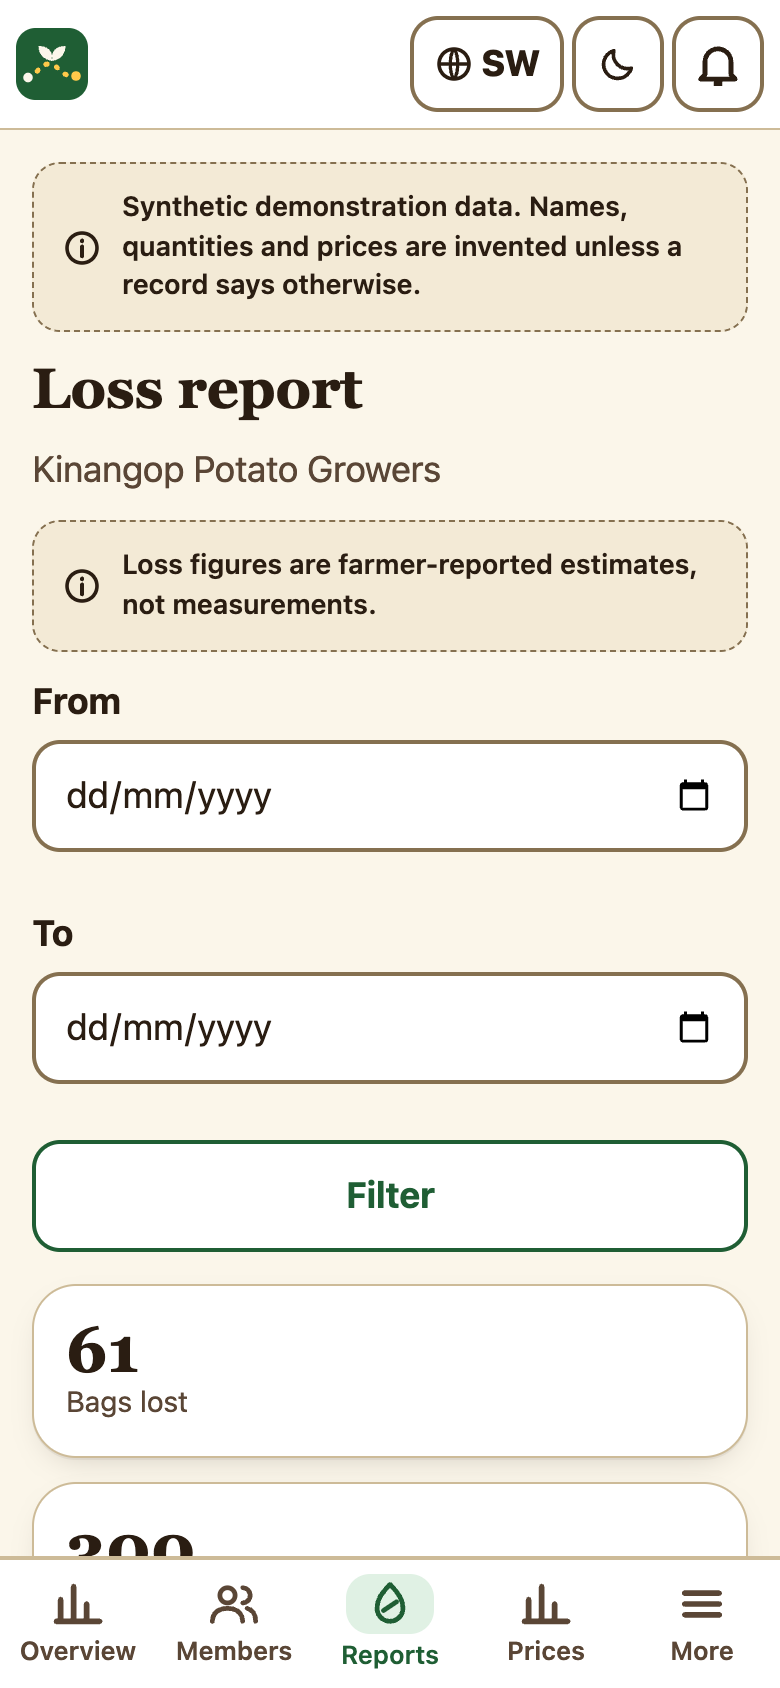 SW
Synthetic demonstration data. Names,
quantities and prices are invented unless a
record says otherwise.
Loss report
Kinangop Potato Growers
Loss figures are farmer-reported estimates,
not measurements.
From
dd/mm/yyyy
To
dd/mm/yyyy
Filter
61
Bags lost
Overview
Members
Reports
Prices
More